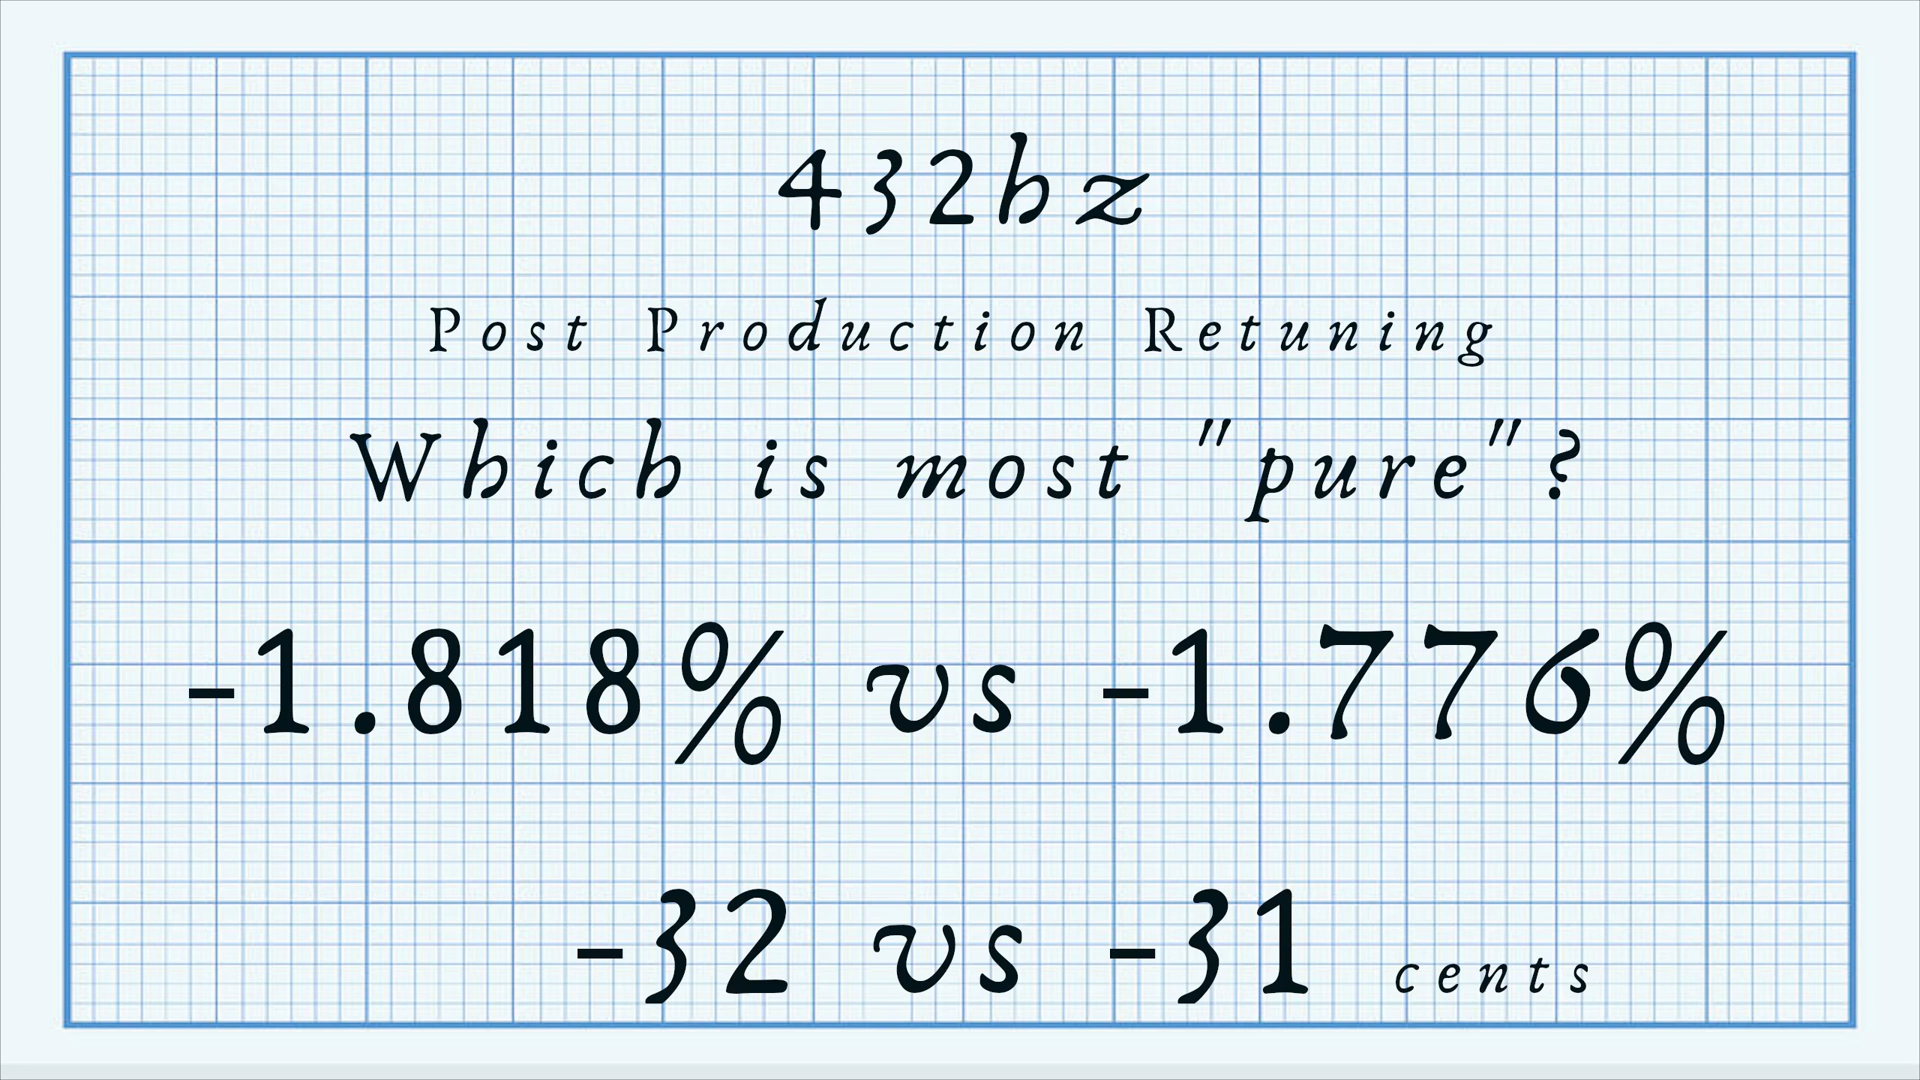 432hz
Post Production Retuning
Which is most "pure"?
-1.818% vs -1.776%
-32 vs -31 cents